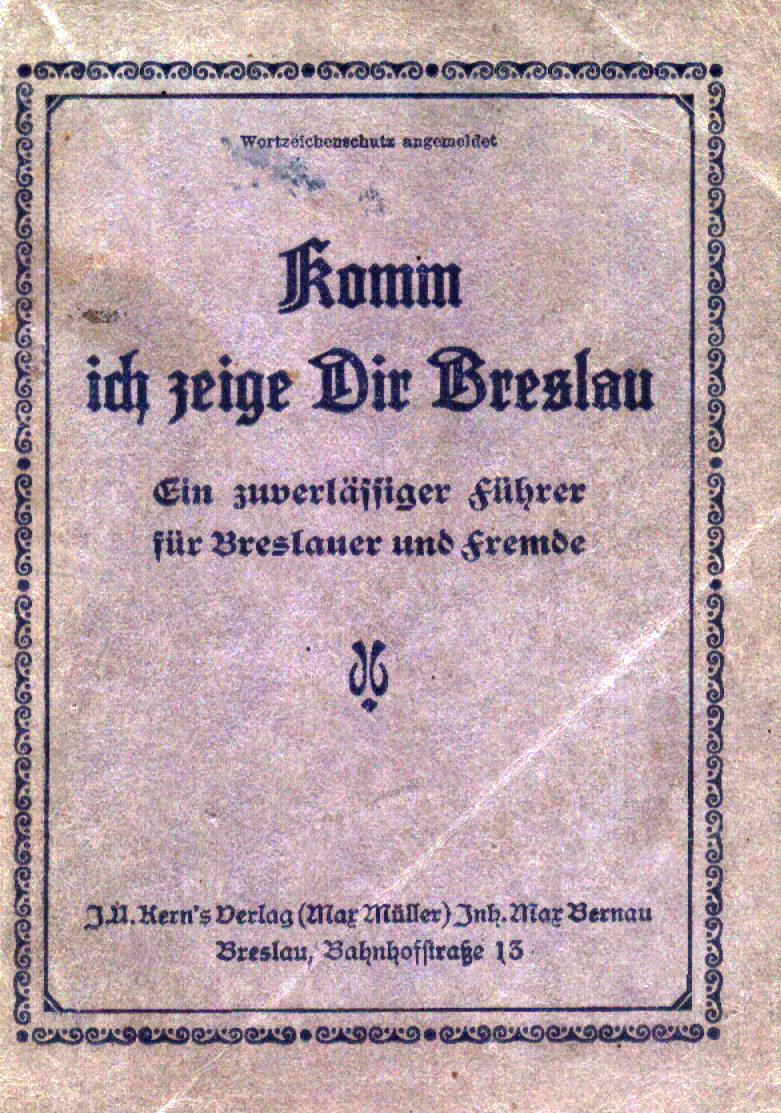 Wortzeichenschutz angemeldet
Komm
ich zeige Dir Breslau
Ein zuverlässiger Führer
für Breslauer und Fremde
J.U. Kern's Verlag (Max Müller) Inh. Max Bernau
Breslau, Bahnhofstraße 13